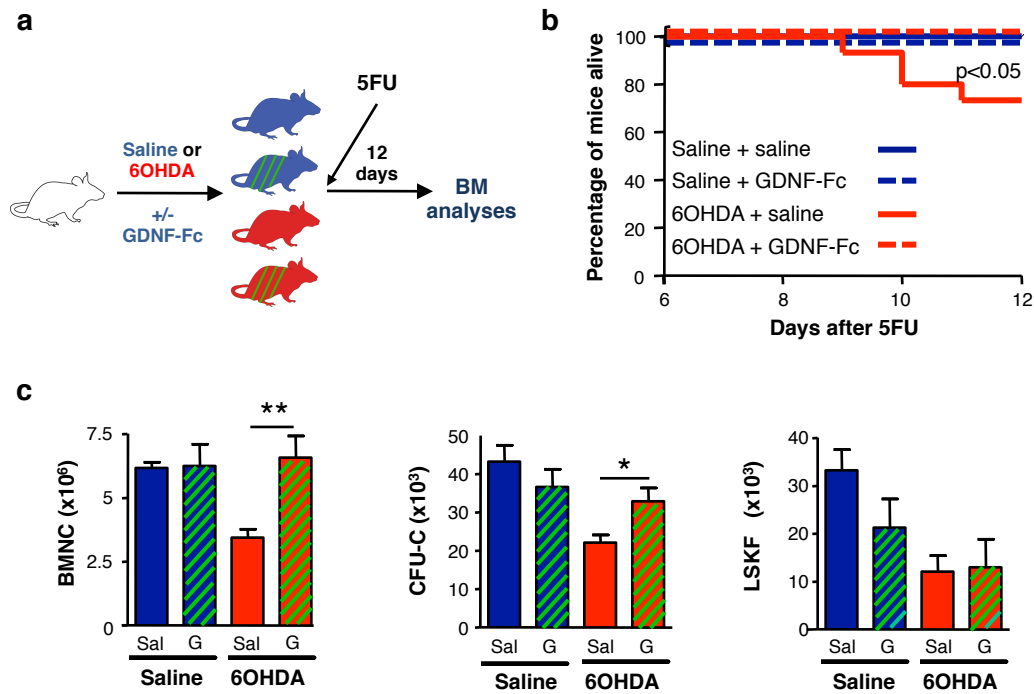 a
Saline or
6OHDA
+/-
GDNF-Fc
5FU
12
days
BM
analyses
b
Percentage of mice alive
100
80
60
40
20
0
p<0.05
Saline + saline
Saline + GDNF-Fc
6OHDA + saline
6OHDA + GDNF-Fc
6 8 10 12
Days after 5FU
c
BMNC (x10⁶)
7.5
5
2.5
0
**
Sal G Sal G
Saline 6OHDA
CFU-C (x10³)
50
40
30
20
10
0
*
Sal G Sal G
Saline 6OHDA
LSKF (x10³)
40
30
20
10
0
Sal G Sal G
Saline 6OHDA